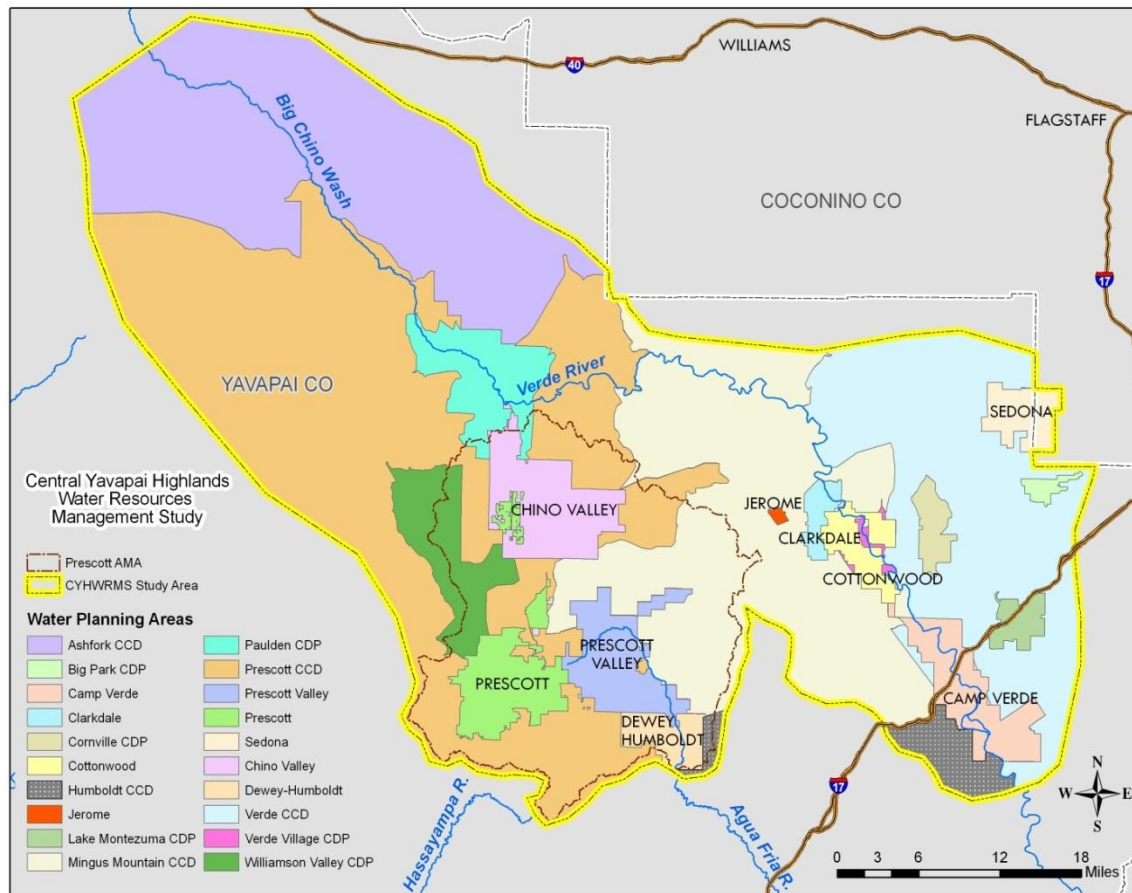 WILLIAMS
40
FLAGSTAFF
Big Chino Wash
COCONINO CO
17
YAVAPAI CO
Verde River
SEDONA
CHINO VALLEY
JEROME
CLARKDALE
COTTONWOOD
PRESCOTT
VALLEY
PRESCOTT
CAMP VERDE
DEWEY
HUMBOLDT
Hassayampa R.
Agua Fria R.
17
Central Yavapai Highlands
Water Resources
Management Study
Prescott AMA
CYHWRMS Study Area
Water Planning Areas
Ashfork CCD
Big Park CDP
Camp Verde
Clarkdale
Cornville CDP
Cottonwood
Humboldt CCD
Jerome
Lake Montezuma CDP
Mingus Mountain CCD
Paulden CDP
Prescott CCD
Prescott Valley
Prescott
Sedona
Chino Valley
Dewey-Humboldt
Verde CCD
Verde Village CDP
Williamson Valley CDP
N
W E
S
0 3 6 12 18
Miles